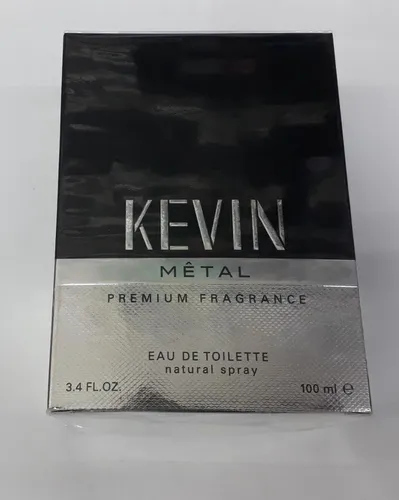 KEVIN
MÊTAL
PREMIUM FRAGRANCE
EAU DE TOILETTE
natural spray
3.4 FL.OZ. 100 ml ℮